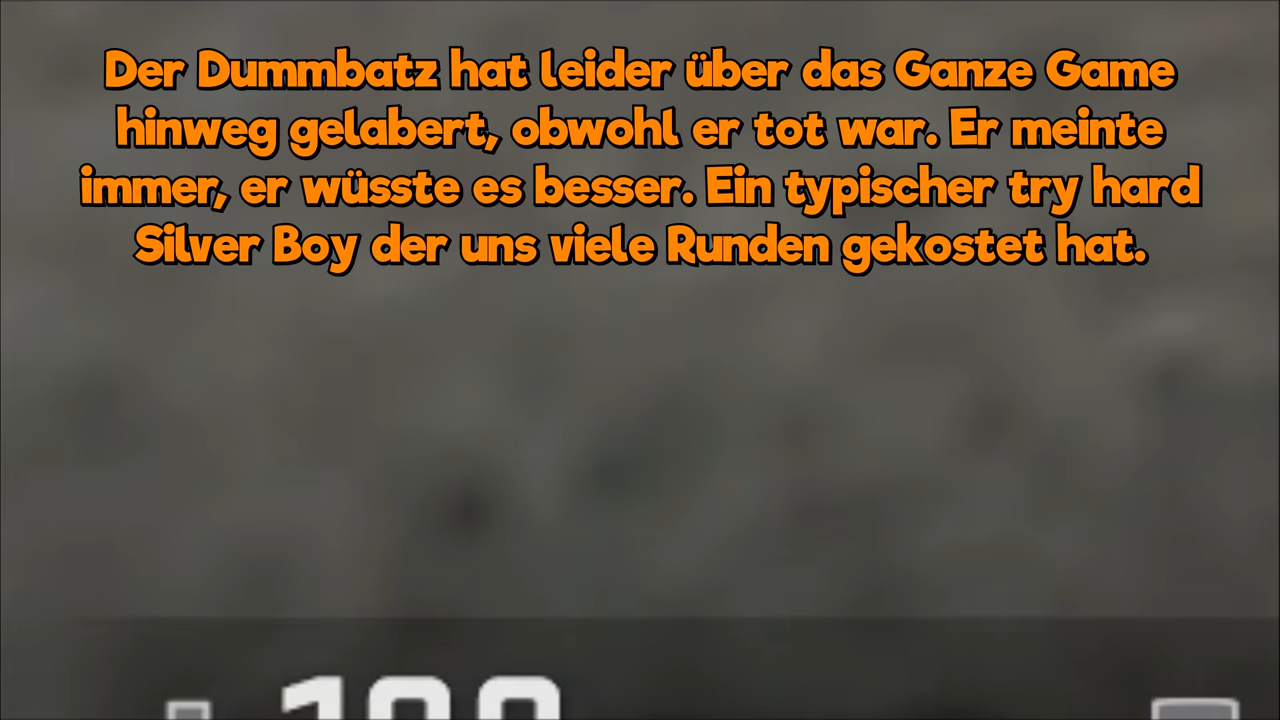 Der Dummbatz hat leider über das Ganze Game
hinweg gelabert, obwohl er tot war. Er meinte
immer, er wüsste es besser. Ein typischer try hard
Silver Boy der uns viele Runden gekostet hat.
100